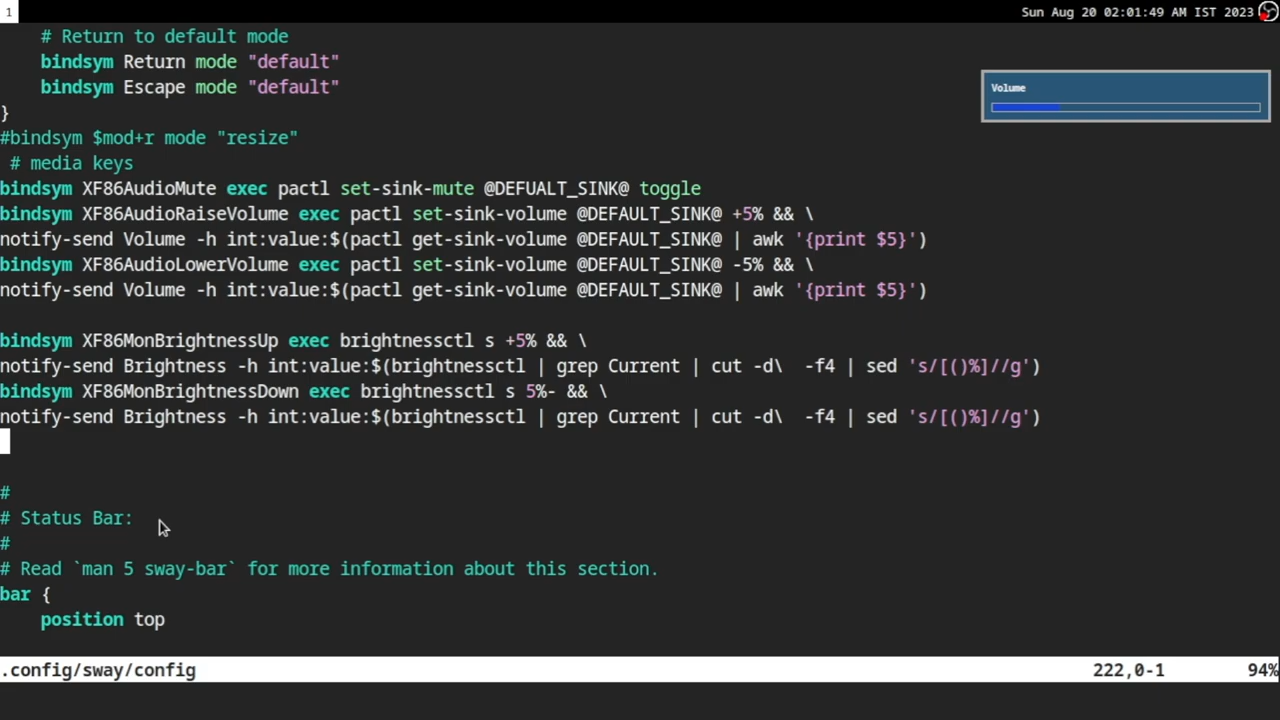 1
Sun Aug 20 02:01:49 AM IST 2023
    # Return to default mode
    bindsym Return mode "default"
    bindsym Escape mode "default"
}
Volume
#bindsym $mod+r mode "resize"
 # media keys
bindsym XF86AudioMute exec pactl set-sink-mute @DEFUALT_SINK@ toggle
bindsym XF86AudioRaiseVolume exec pactl set-sink-volume @DEFAULT_SINK@ +5% && \
notify-send Volume -h int:value:$(pactl get-sink-volume @DEFAULT_SINK@ | awk '{print $5}')
bindsym XF86AudioLowerVolume exec pactl set-sink-volume @DEFAULT_SINK@ -5% && \
notify-send Volume -h int:value:$(pactl get-sink-volume @DEFAULT_SINK@ | awk '{print $5}')
bindsym XF86MonBrightnessUp exec brightnessctl s +5% && \
notify-send Brightness -h int:value:$(brightnessctl | grep Current | cut -d\  -f4 | sed 's/[()%]//g')
bindsym XF86MonBrightnessDown exec brightnessctl s 5%- && \
notify-send Brightness -h int:value:$(brightnessctl | grep Current | cut -d\  -f4 | sed 's/[()%]//g')
#
# Status Bar:
#
# Read `man 5 sway-bar` for more information about this section.
bar {
    position top
.config/sway/config
222,0-1
94%